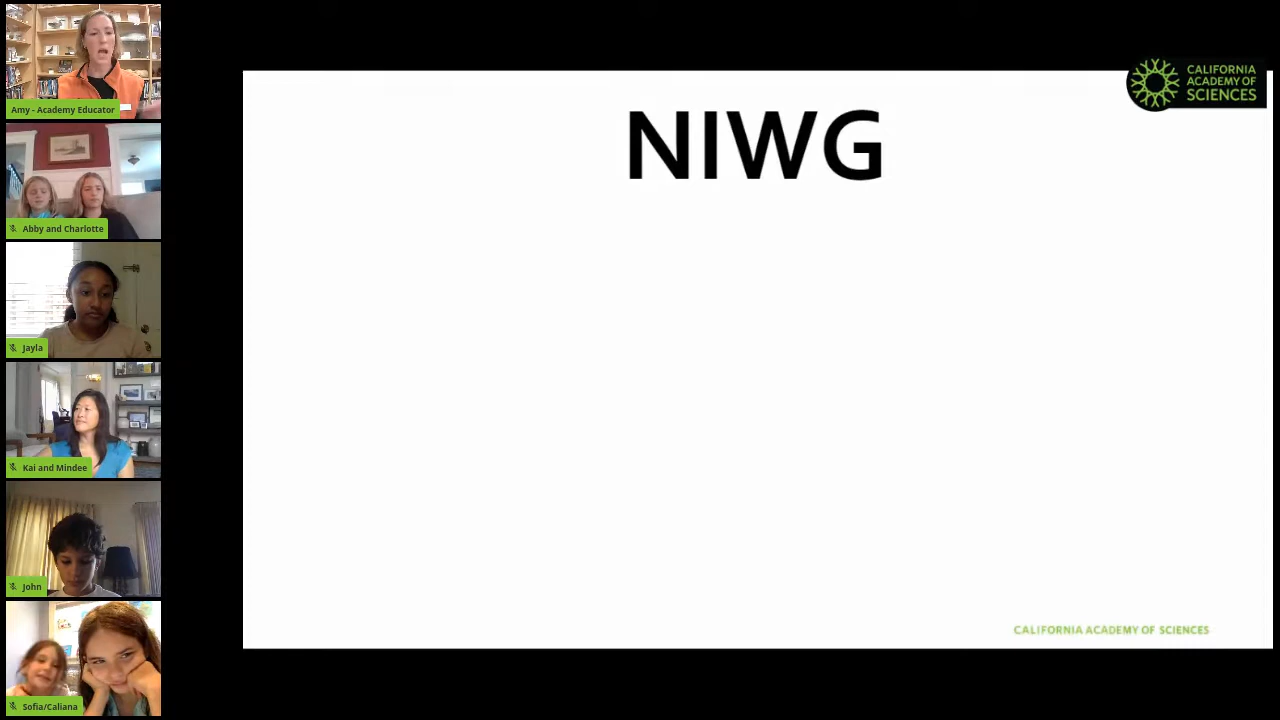 Amy - Academy Educator
Abby and Charlotte
Jayla
Kai and Mindee
John
Sofia/Caliana
NIWG
CALIFORNIA
ACADEMY OF
SCIENCES
CALIFORNIA ACADEMY OF SCIENCES